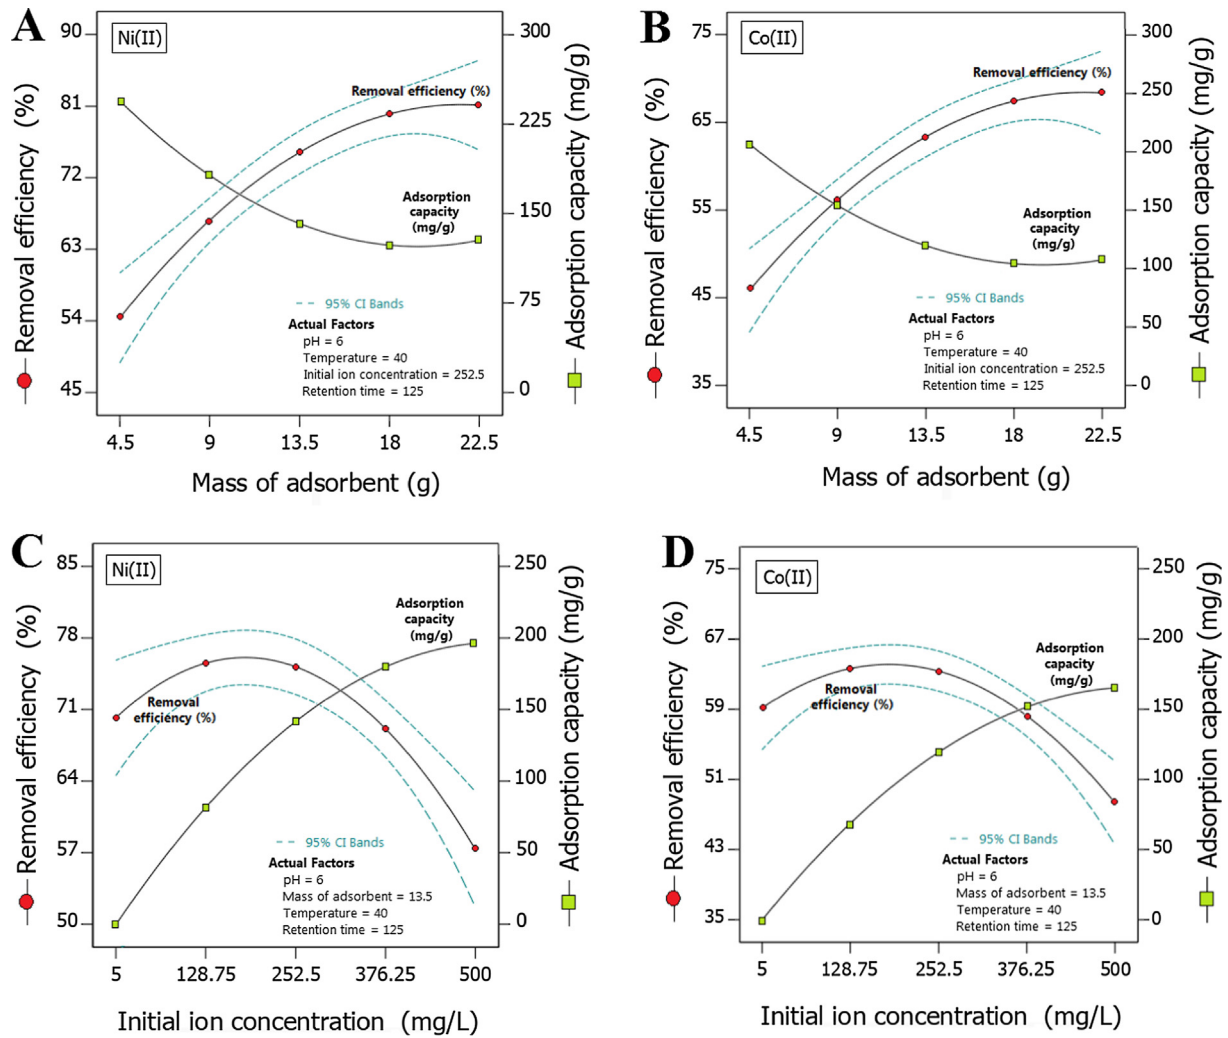 A
Ni(II)
90
81
72
63
54
45
Removal efficiency (%)
300
225
150
75
0
Adsorption capacity (mg/g)
Removal efficiency (%)
Adsorption
capacity
(mg/g)
95% CI Bands
Actual Factors
pH = 6
Temperature = 40
Initial ion concentration = 252.5
Retention time = 125
4.5 9 13.5 18 22.5
Mass of adsorbent (g)
B
Co(II)
75
65
55
45
35
Removal efficiency (%)
300
250
200
150
100
50
0
Adsorption capacity (mg/g)
Removal efficiency (%)
Adsorption
capacity
(mg/g)
95% CI Bands
Actual Factors
pH = 6
Temperature = 40
Initial ion concentration = 252.5
Retention time = 125
4.5 9 13.5 18 22.5
Mass of adsorbent (g)
C
Ni(II)
85
78
71
64
57
50
Removal efficiency (%)
250
200
150
100
50
0
Adsorption capacity (mg/g)
Adsorption
capacity
(mg/g)
Removal
efficiency (%)
95% CI Bands
Actual Factors
pH = 6
Mass of adsorbent = 13.5
Temperature = 40
Retention time = 125
5 128.75 252.5 376.25 500
Initial ion concentration (mg/L)
D
Co(II)
75
67
59
51
43
35
Removal efficiency (%)
250
200
150
100
50
0
Adsorption capacity (mg/g)
Adsorption
capacity
(mg/g)
Removal
efficiency (%)
95% CI Bands
Actual Factors
pH = 6
Mass of adsorbent = 13.5
Temperature = 40
Retention time = 125
5 128.75 252.5 376.25 500
Initial ion concentration (mg/L)